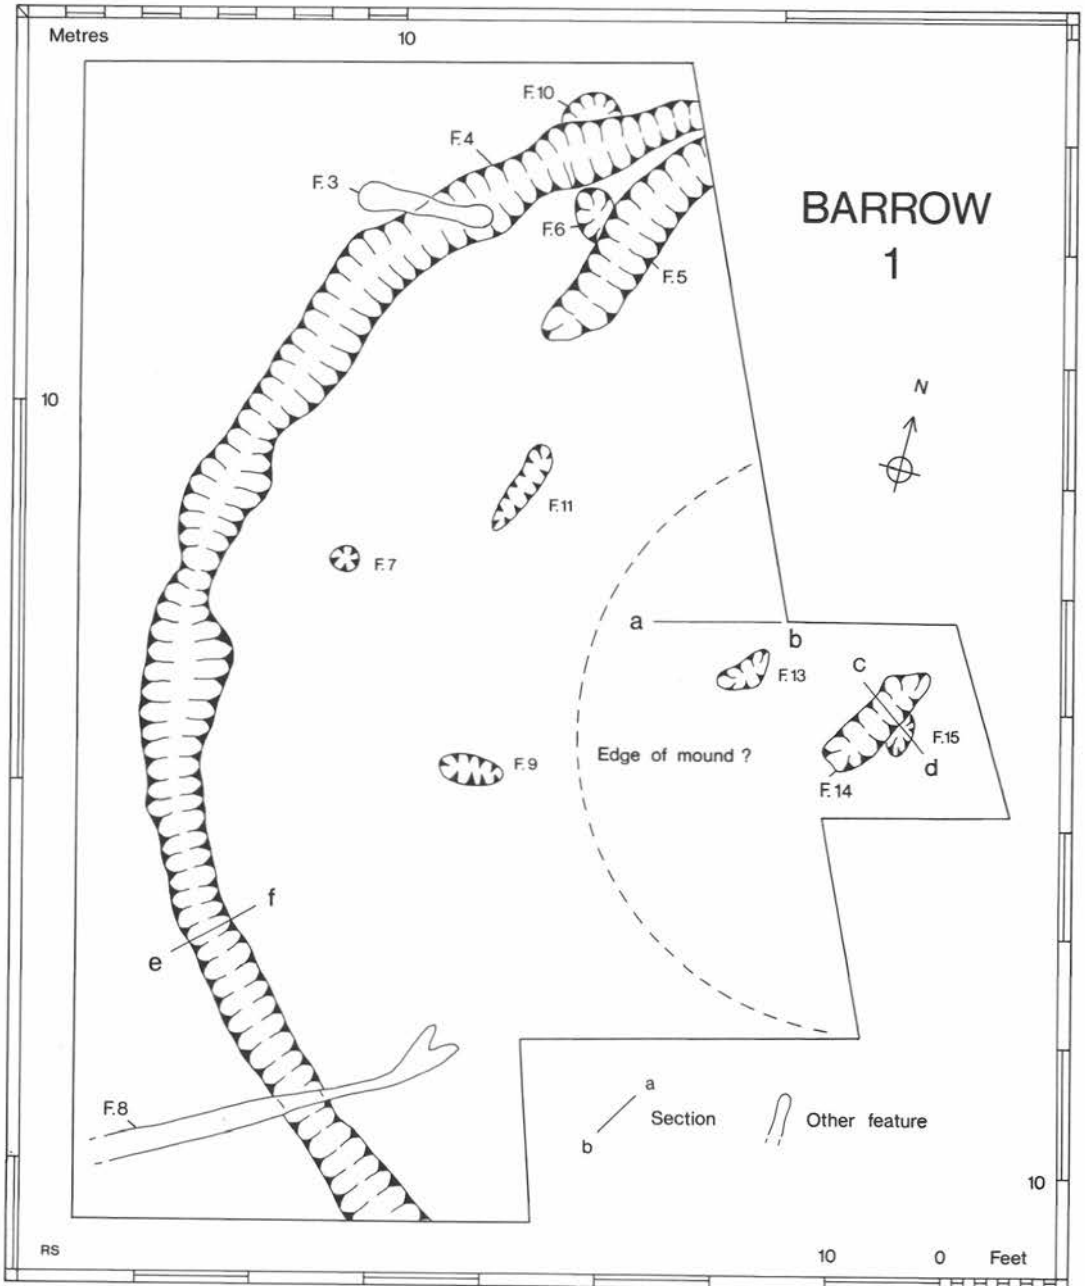 Metres
10
F.10
F.4
F.3
F.6
F.5
BARROW
1
10
N
F.11
F.7
a
b
F.13
c
F.15
d
F.14
Edge of mound ?
F.9
f
e
a
Section
b
Other feature
F.8
10
RS
10 0 Feet